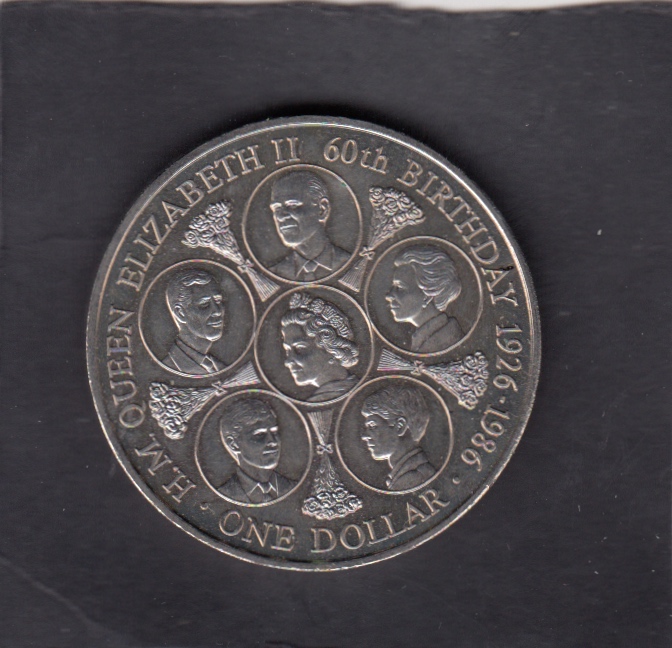 H.M. QUEEN ELIZABETH II 60th BIRTHDAY 1926-1986
· ONE DOLLAR ·